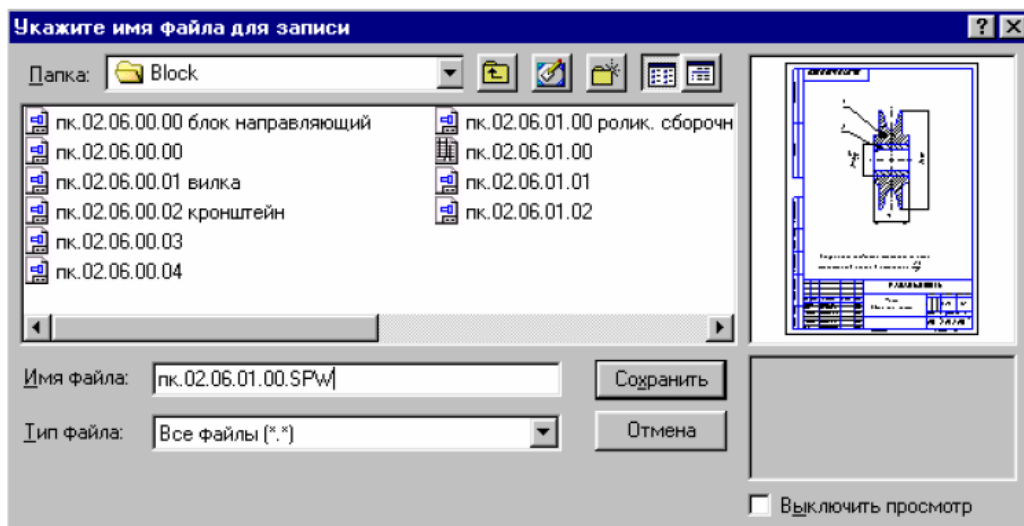 Укажите имя файла для записи
Папка: Block
пк.02.06.00.00 блок направляющий
пк.02.06.00.00
пк.02.06.00.01 вилка
пк.02.06.00.02 кронштейн
пк.02.06.00.03
пк.02.06.00.04
пк.02.06.01.00 ролик. сборочн
пк.02.06.01.00
пк.02.06.01.01
пк.02.06.01.02
Имя файла: пк.02.06.01.00.SPW
Сохранить
Тип файла: Все файлы (*.*)
Отмена
Выключить просмотр